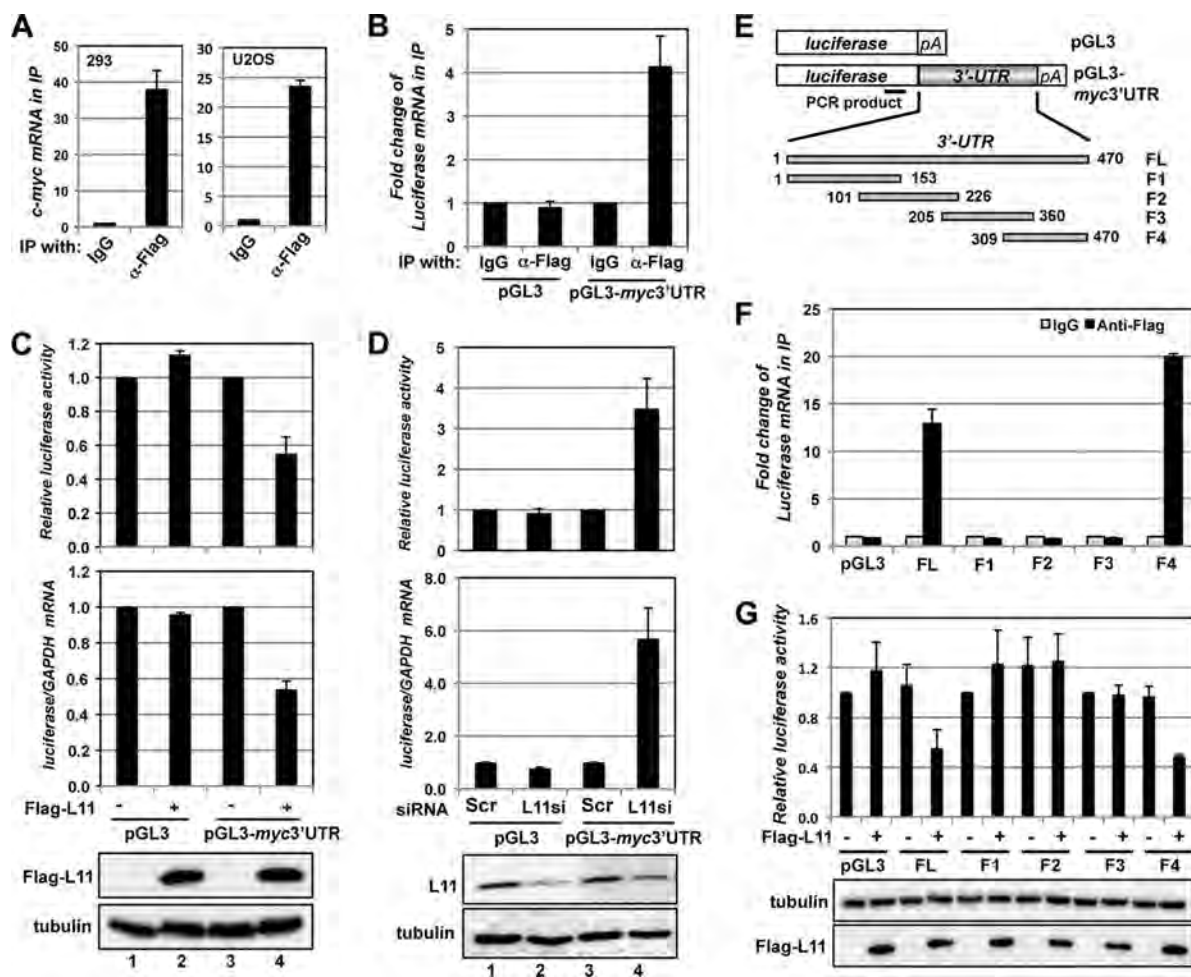 A
c-myc mRNA in IP
50
40
30
20
10
0
293
30
25
20
15
10
5
0
U2OS
IP with:
IgG
α-Flag
IgG
α-Flag
B
Fold change of
Luciferase mRNA in IP
5
4
3
2
1
0
IP with:
IgG α-Flag IgG α-Flag
pGL3 pGL3-myc3'UTR
E
luciferase pA pGL3
luciferase 3'-UTR pA pGL3-
myc3'UTR
PCR product
3'-UTR
1 470 FL
1 153 F1
101 226 F2
205 360 F3
309 470 F4
C
Relative luciferase activity
1.2
1.0
0.8
0.6
0.4
0.2
0.0
luciferase/GAPDH mRNA
1.2
1.0
0.8
0.6
0.4
0.2
0.0
Flag-L11 - + - +
pGL3 pGL3-myc3'UTR
Flag-L11
tubulin
1 2 3 4
D
Relative luciferase activity
5
4
3
2
1
0
luciferase/GAPDH mRNA
8.0
6.0
4.0
2.0
0.0
siRNA Scr L11si Scr L11si
pGL3 pGL3-myc3'UTR
L11
tubulin
1 2 3 4
F
Fold change of
Luciferase mRNA in IP
25
20
15
10
5
0
IgG Anti-Flag
pGL3 FL F1 F2 F3 F4
G
Relative luciferase activity
1.6
1.2
0.8
0.4
0.0
Flag-L11 - + - + - + - + - + - +
pGL3 FL F1 F2 F3 F4
tubulin
Flag-L11